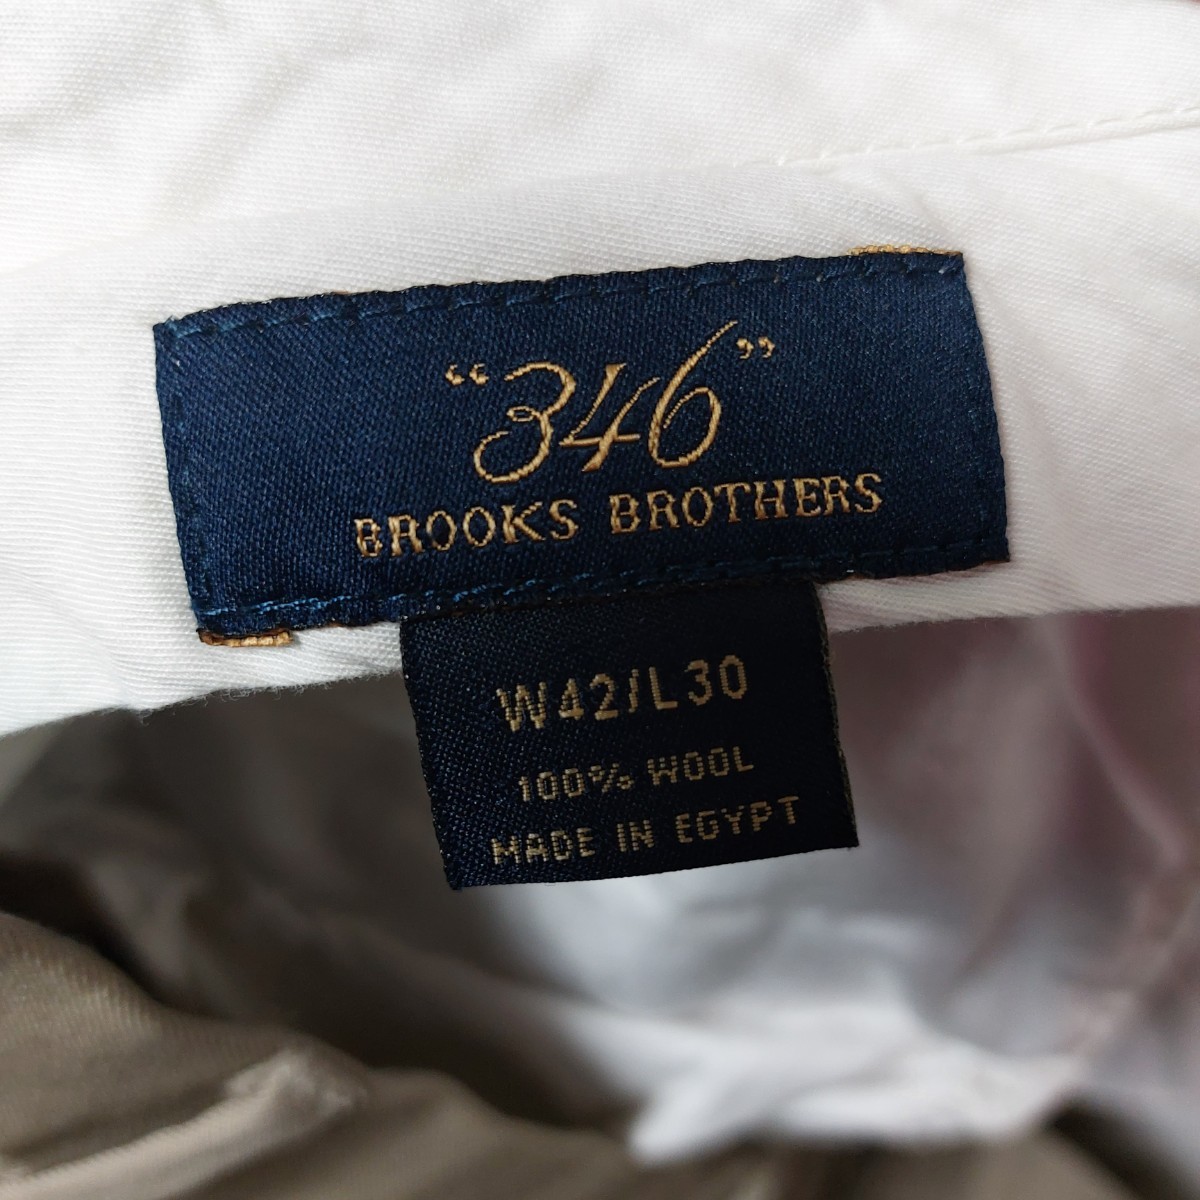 “346”
BROOKS BROTHERS
W42/L30
100% WOOL
MADE IN EGYPT